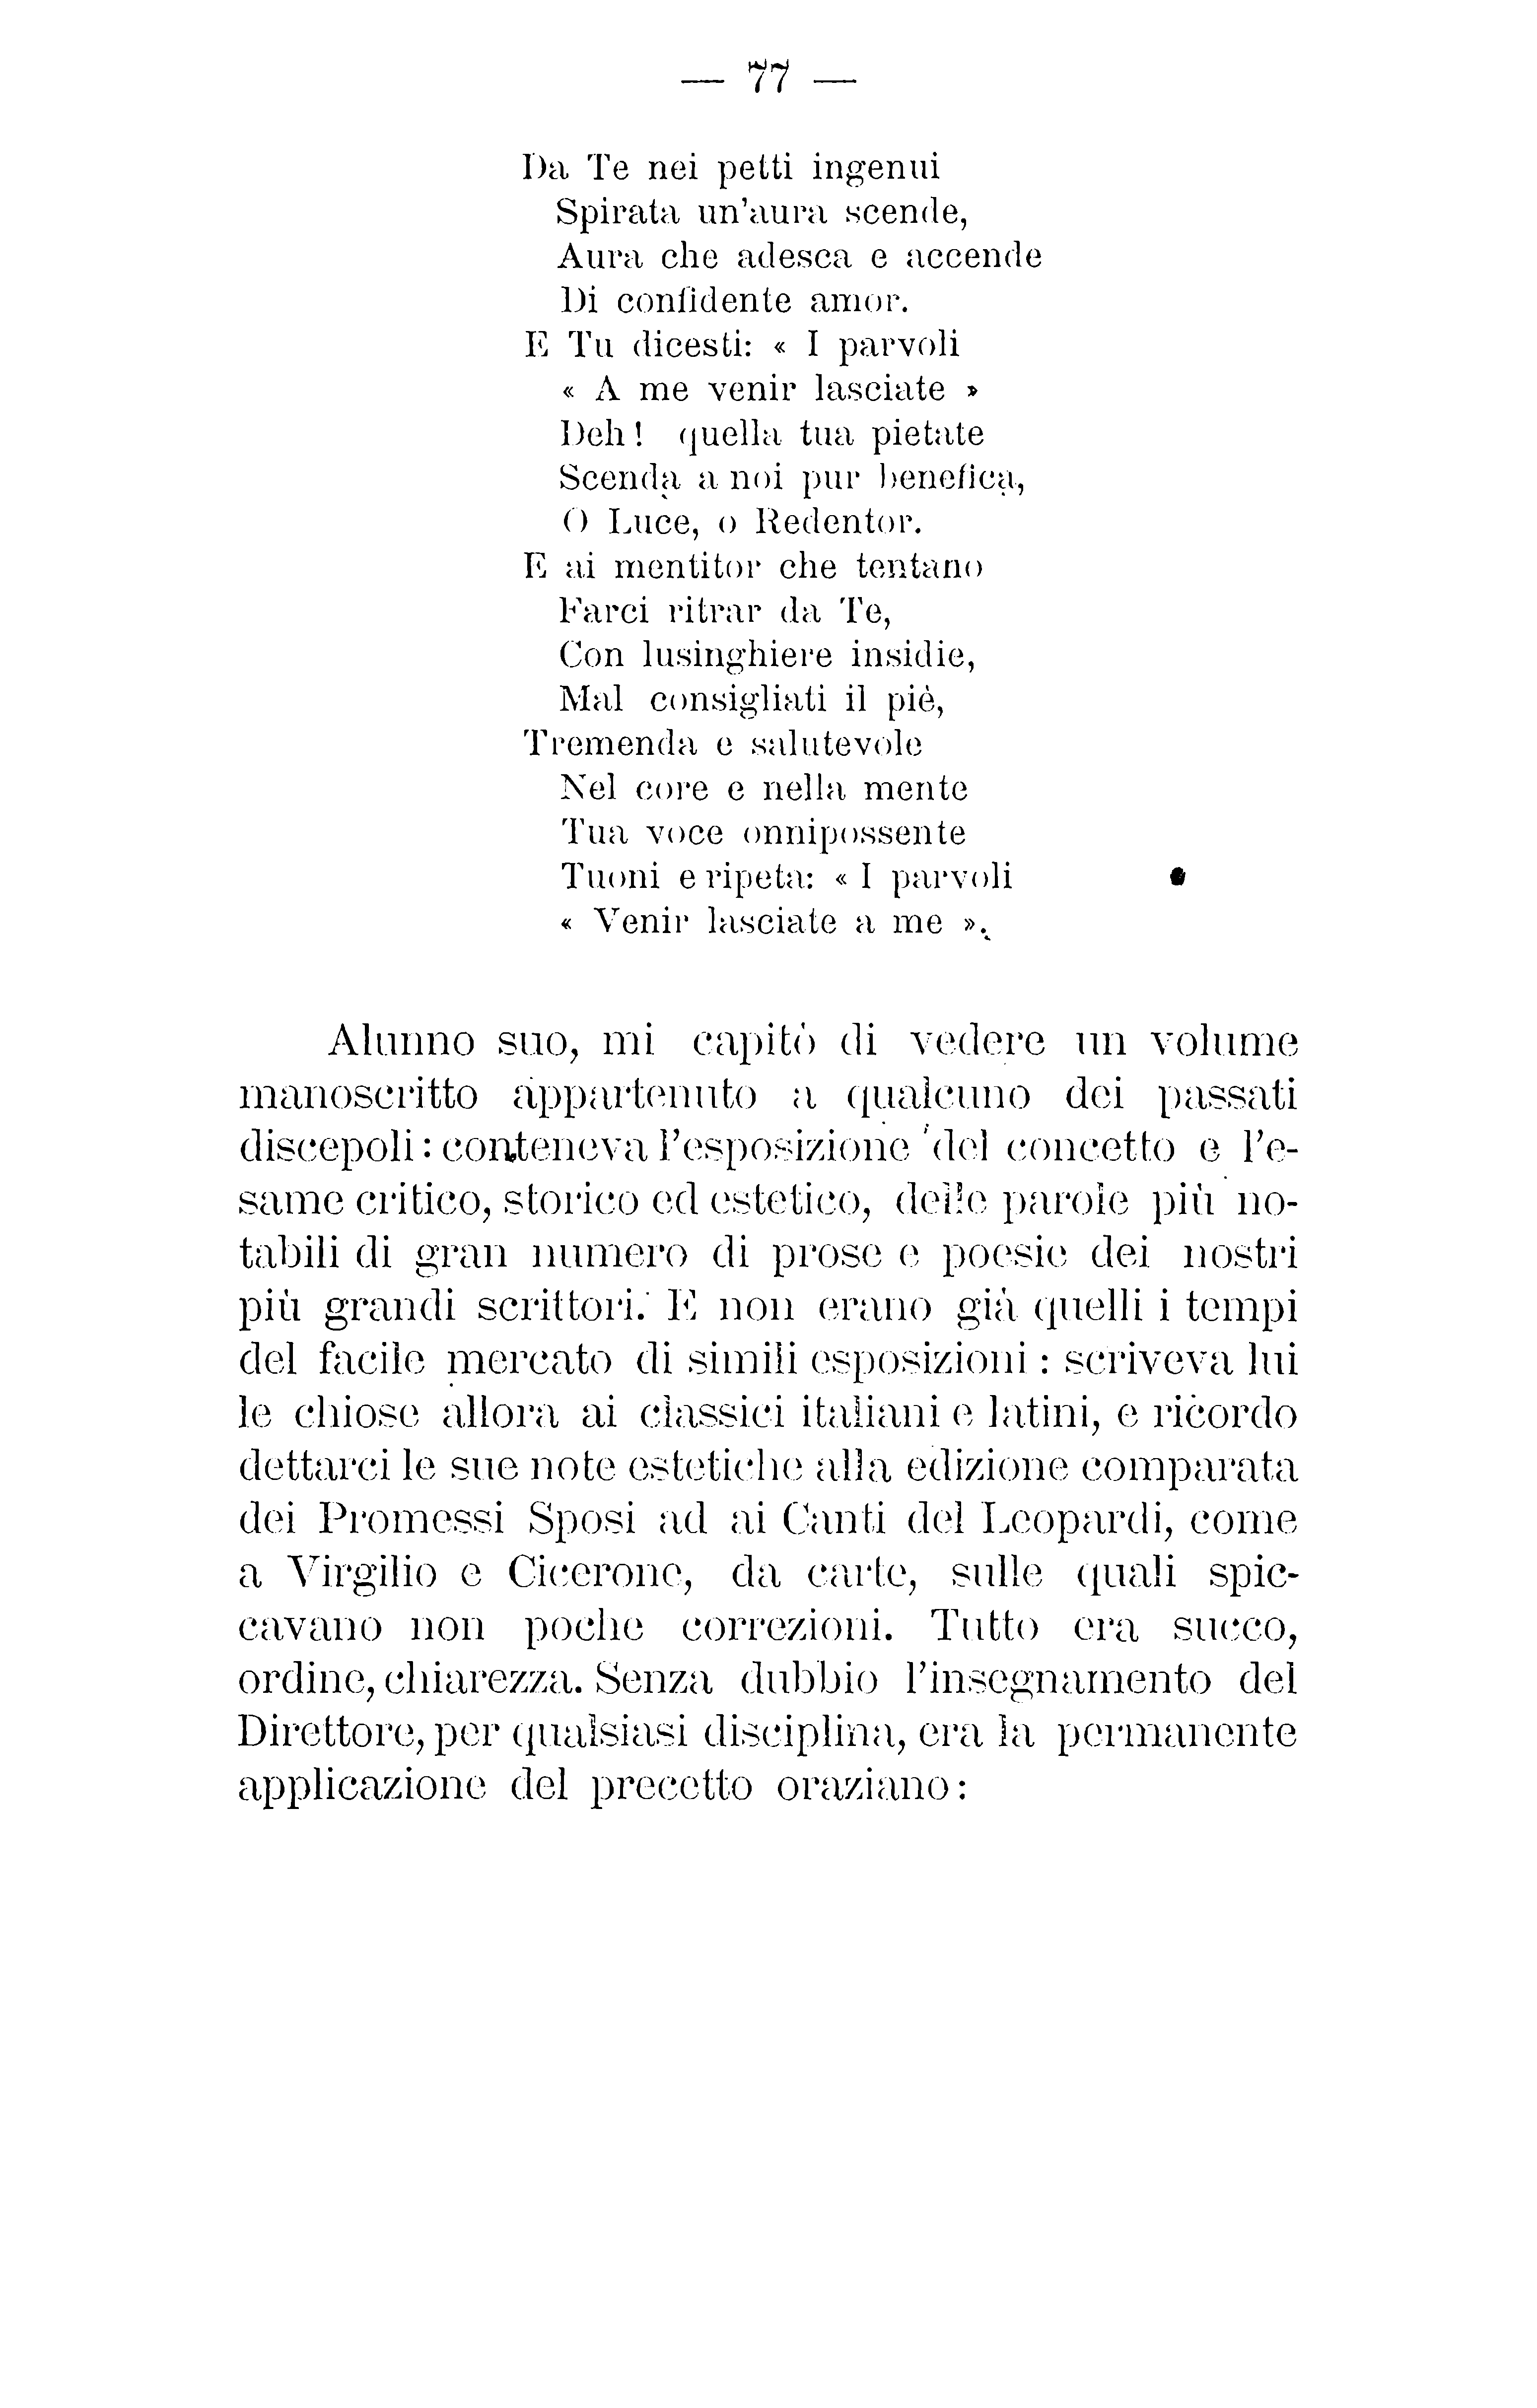 — 77 —
Da Te nei petti ingenui
Spirata un'aura scende,
Aura che adesca e accende
Di confidente amor.
E Tu dicesti: « I parvoli
« A me venir lasciate »
Deh! quella tua pietate
Scenda a noi pur benefica,
O Luce, o Redentor.
E ai mentitor che tentano
Farci ritrar da Te,
Con lusinghiere insidie,
Mal consigliati il piè,
Tremenda e salutevole
Nel core e nella mente
Tua voce onnipossente
Tuoni e ripeta: « I parvoli
« Venir lasciate a me ».
Alunno suo, mi capitò di vedere un volume
manoscritto appartenuto a qualcuno dei passati
discepoli: conteneva l'esposizione del concetto e l'e-
same critico, storico ed estetico, delle parole più no-
tabili di gran numero di prose e poesie dei nostri
più grandi scrittori. E non erano già quelli i tempi
del facile mercato di simili esposizioni: scriveva lui
le chiose allora ai classici italiani e latini, e ricordo
dettarci le sue note estetiche alla edizione comparata
dei Promessi Sposi ad ai Canti del Leopardi, come
a Virgilio e Cicerone, da carte, sulle quali spic-
cavano non poche correzioni. Tutto era succo,
ordine, chiarezza. Senza dubbio l'insegnamento del
Direttore, per qualsiasi disciplina, era la permanente
applicazione del precetto oraziano: